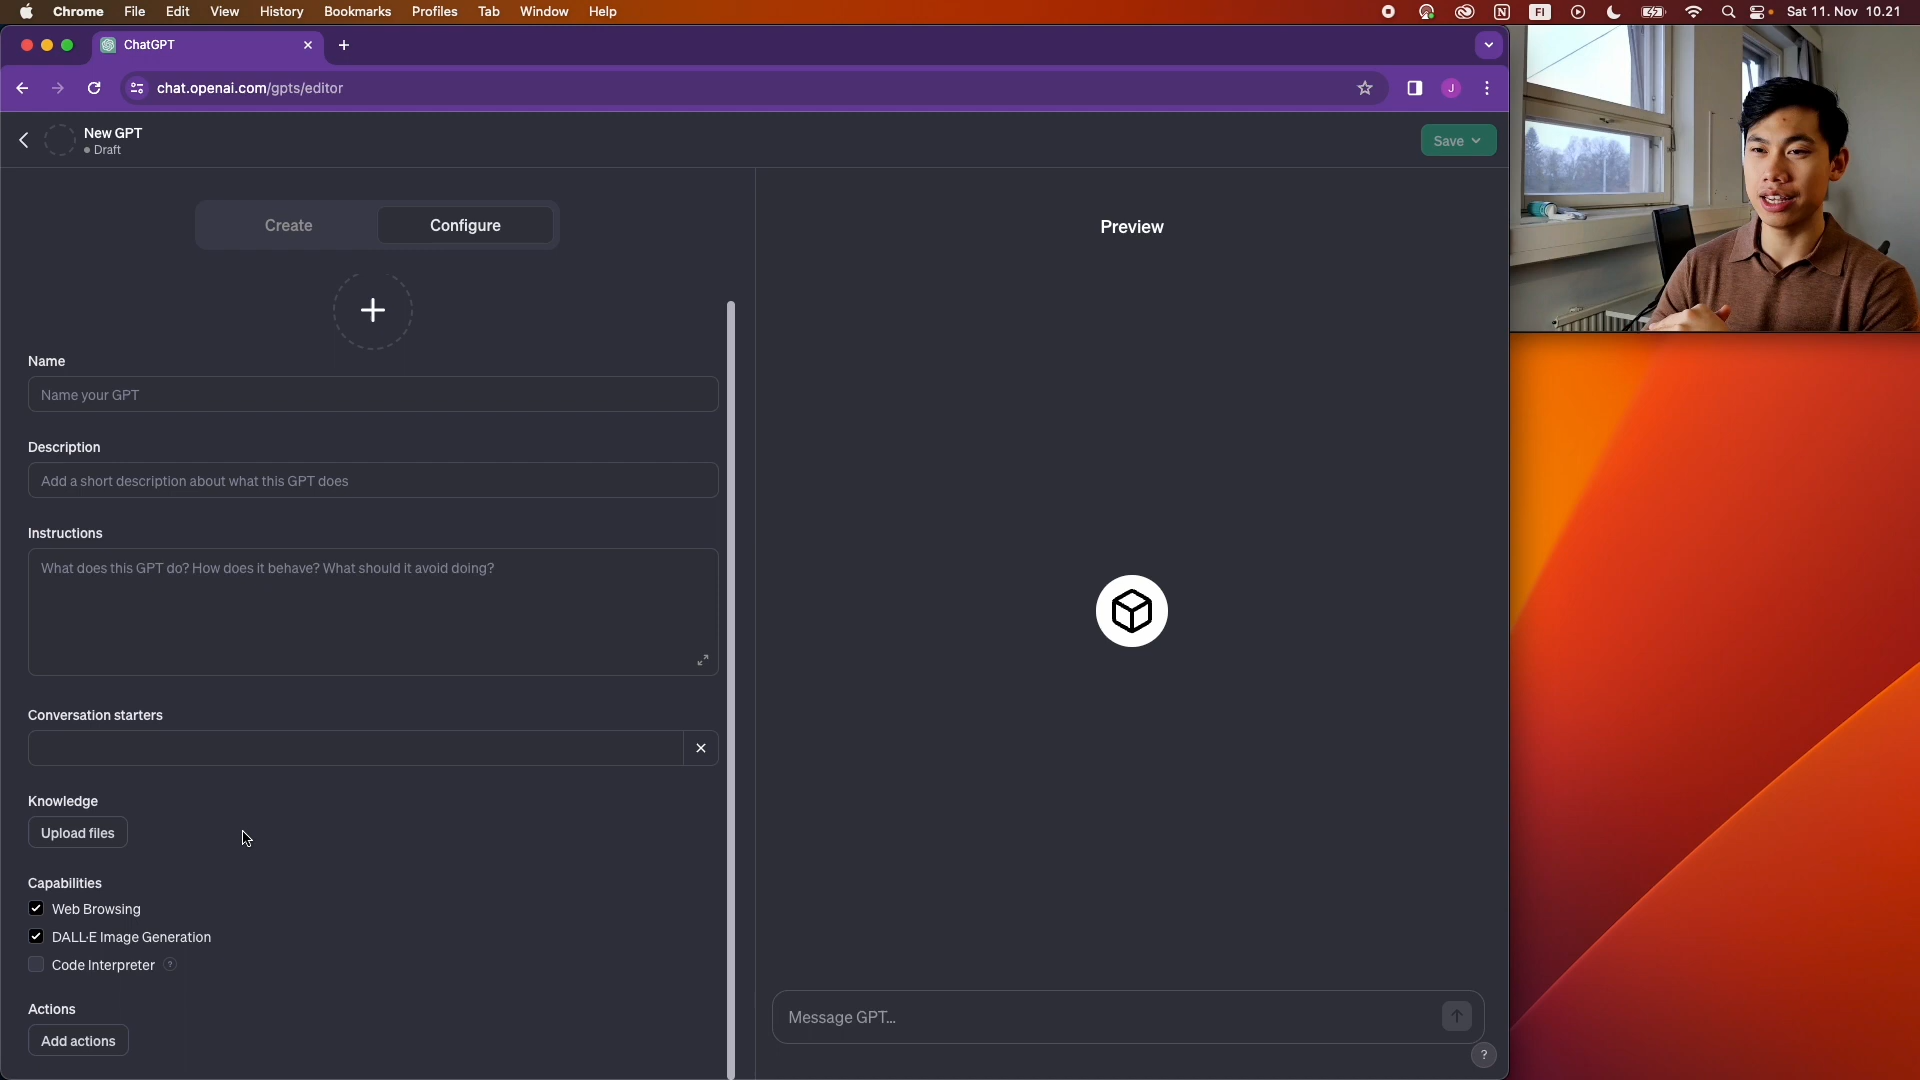 Chrome File Edit View History Bookmarks Profiles Tab Window Help
N FI Sat 11. Nov 10.21
ChatGPT
chat.openai.com/gpts/editor
J
New GPT
Draft
Save
Create
Configure
Preview
Name
Name your GPT
Description
Add a short description about what this GPT does
Instructions
What does this GPT do? How does it behave? What should it avoid doing?
Conversation starters
Knowledge
Upload files
Capabilities
Web Browsing
DALL·E Image Generation
Code Interpreter ?
Actions
Add actions
Message GPT…
?